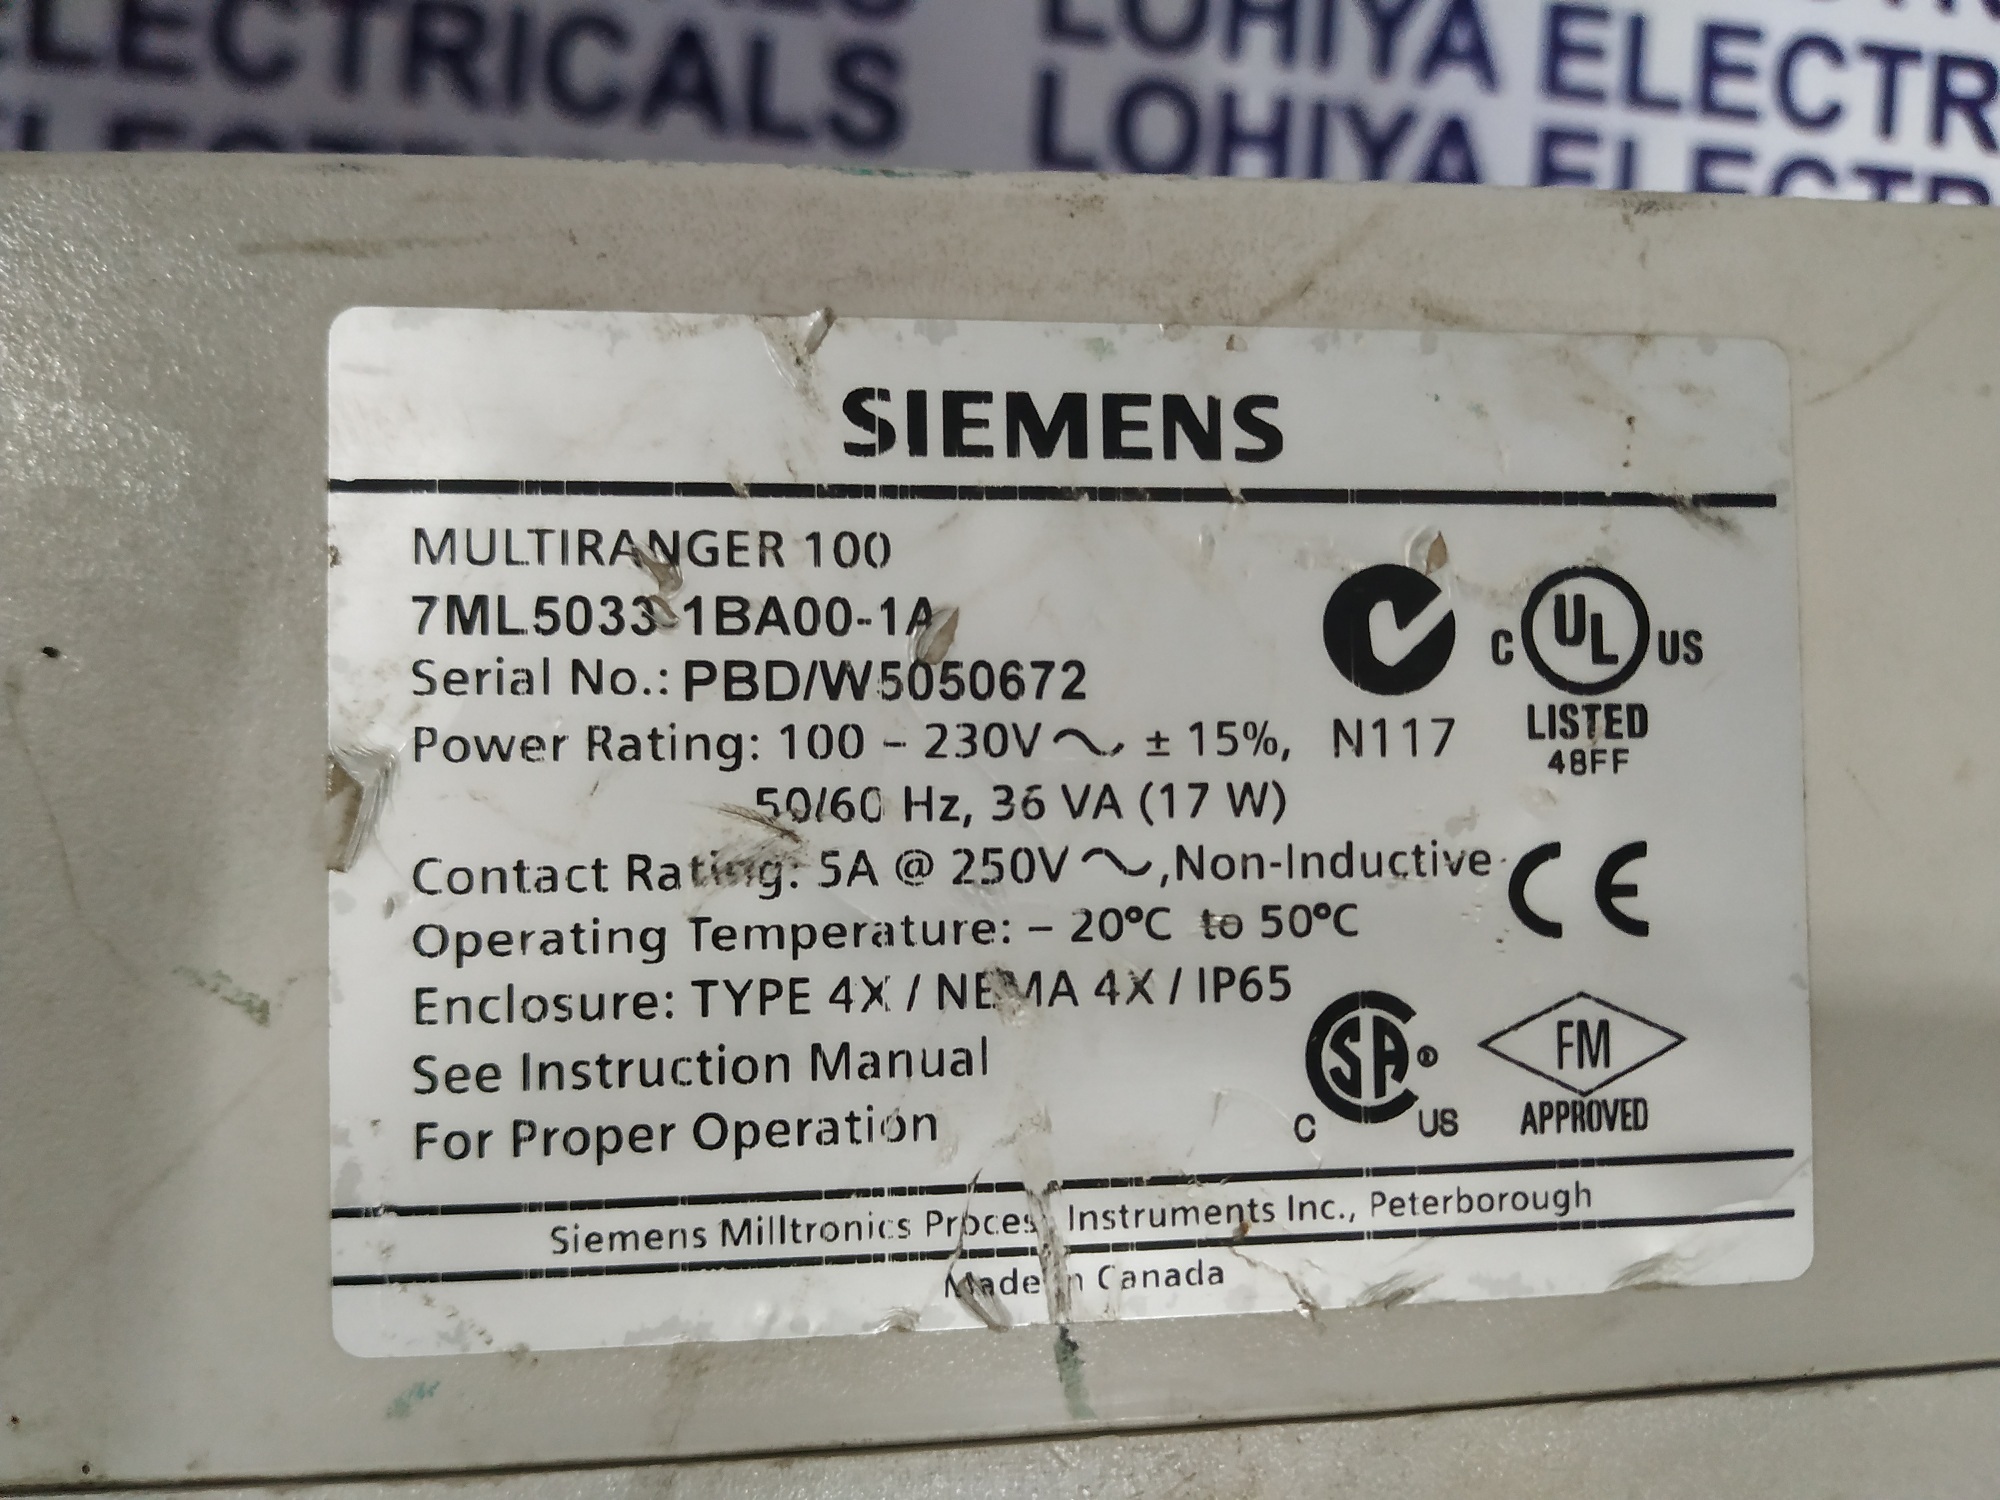 ELECTRICALS
LOHIYA ELECTR
LOHIYA ELECTR
SIEMENS
MULTIRANGER 100
7ML5033-1BA00-1A
Serial No.: PBD/W5050672
Power Rating: 100 – 230V ∼, ± 15%,
50/60 Hz, 36 VA (17 W)
Contact Rating: 5A @ 250V ∼, Non-Inductive
Operating Temperature: – 20°C to 50°C
Enclosure: TYPE 4X / NEMA 4X / IP65
See Instruction Manual
For Proper Operation
N117
C UL US
LISTED
48FF
CE
C SA® US
FM
APPROVED
Siemens Milltronics Process Instruments Inc., Peterborough
Made in Canada